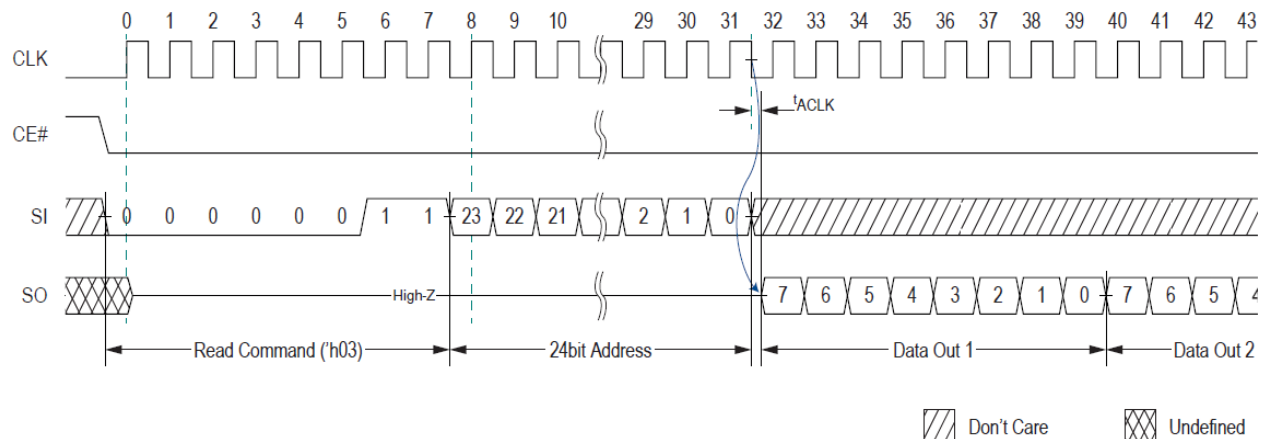 0 1 2 3 4 5 6 7 8 9 10 29 30 31 32 33 34 35 36 37 38 39 40 41 42 43
CLK
tACLK
CE#
SI 0 0 0 0 0 0 1 1 23 22 21 2 1 0
SO High-Z 7 6 5 4 3 2 1 0 7 6 5 4
Read Command ('h03) 24bit Address Data Out 1 Data Out 2
Don't Care Undefined